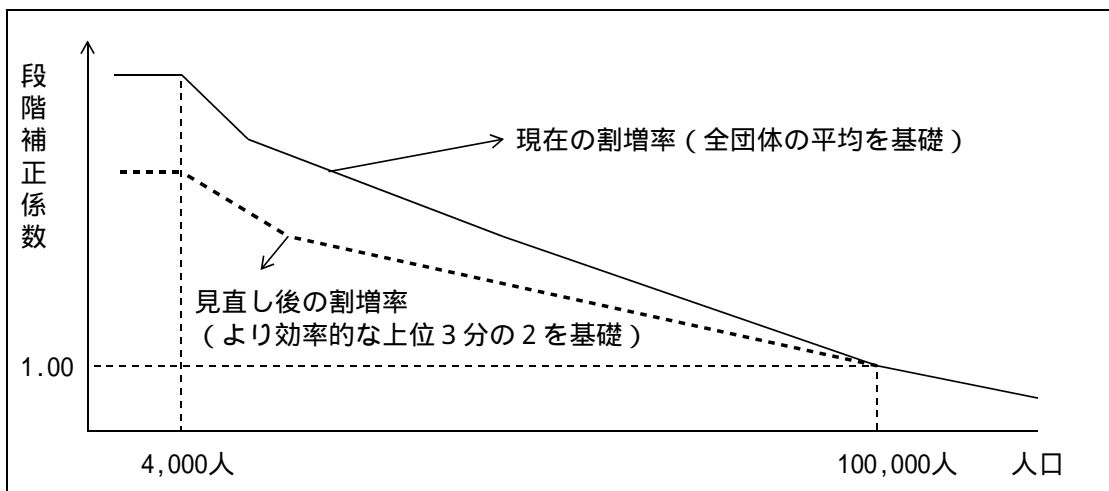 段階補正係数
現在の割増率（全団体の平均を基礎）
見直し後の割増率
（より効率的な上位３分の２を基礎）
1.00
4,000人
100,000人
人口